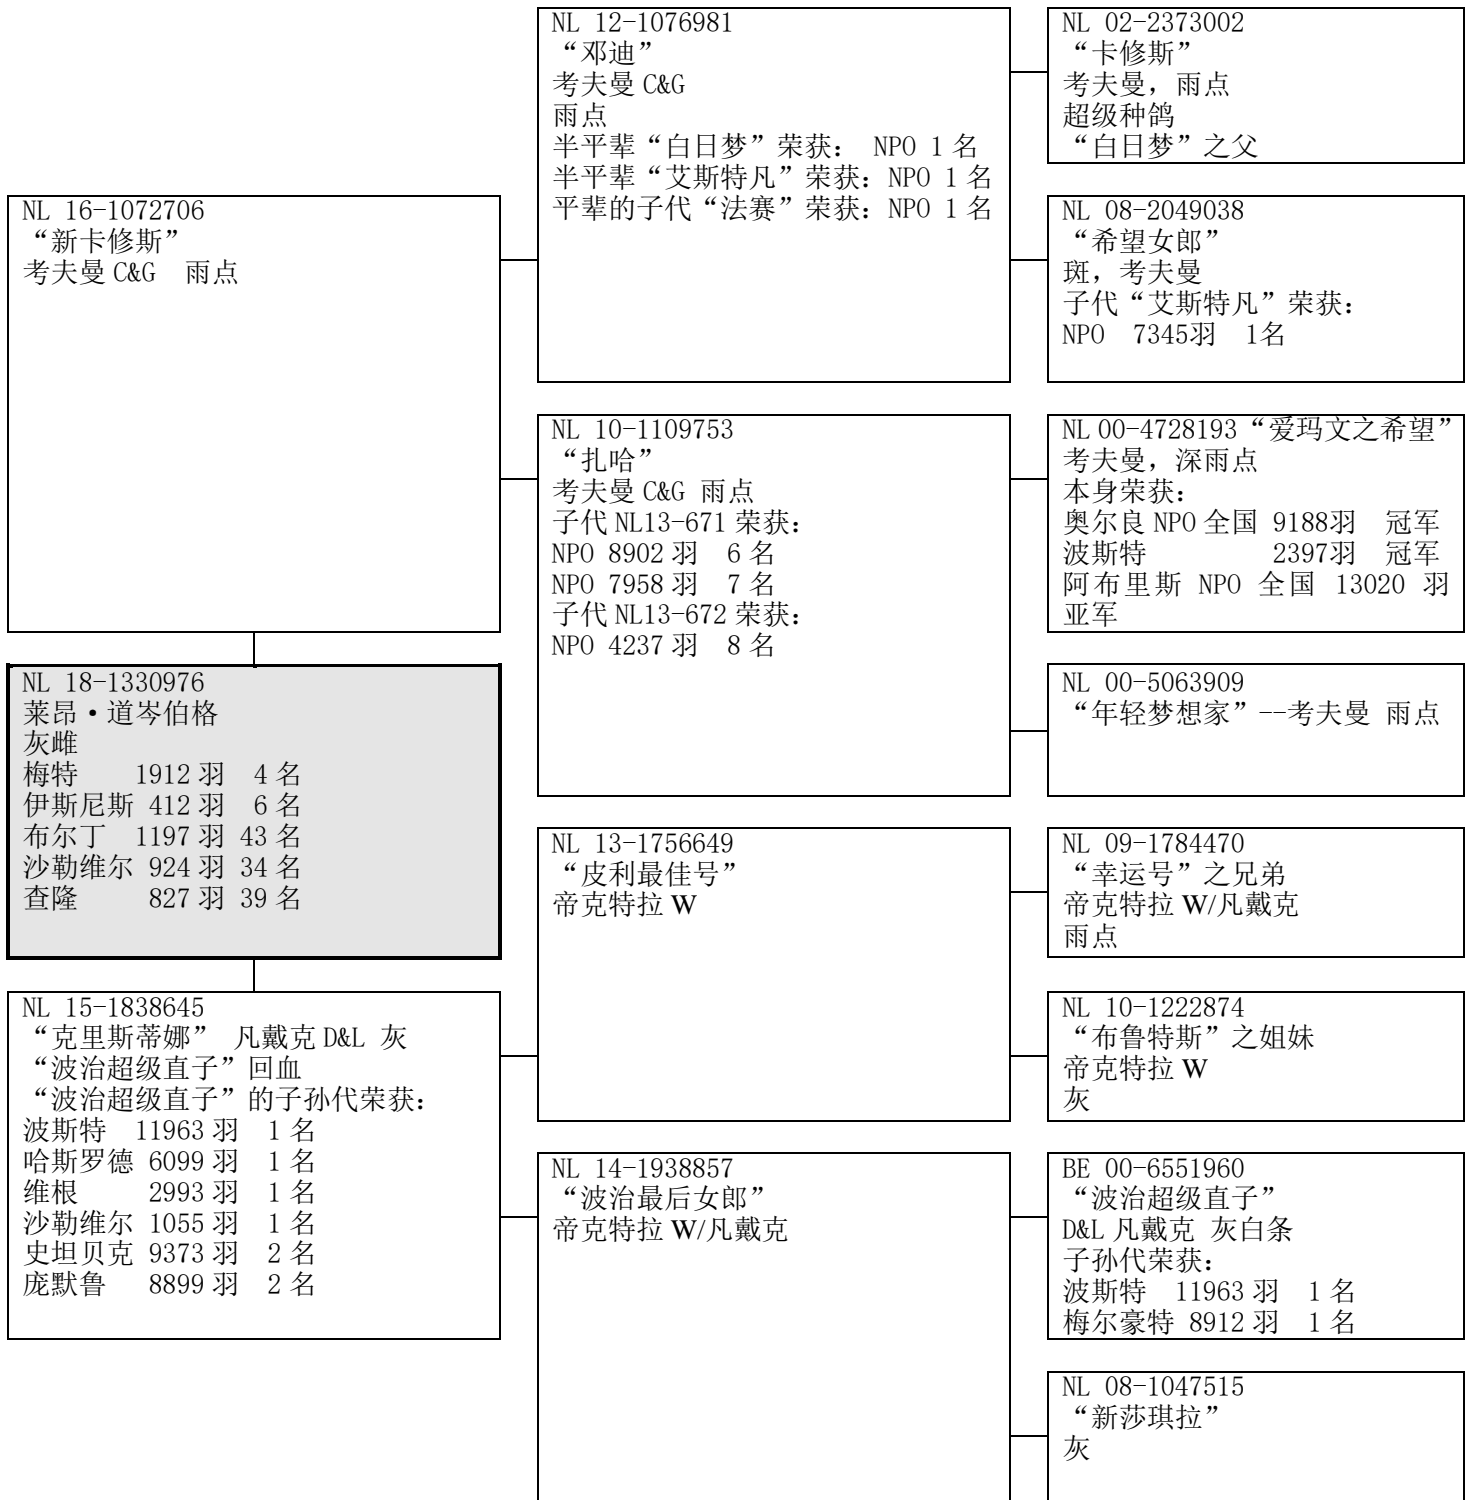 NL 16-1072706
“新卡修斯”
考夫曼 C&G 雨点
NL 18-1330976
莱昂·道岑伯格
灰雌
梅特 1912 羽 4 名
伊斯尼斯 412 羽 6 名
布尔丁 1197 羽 43 名
沙勒维尔 924 羽 34 名
查隆 827 羽 39 名
NL 15-1838645
“克里斯蒂娜” 凡戴克 D&L 灰
“波治超级直子”回血
“波治超级直子”的子孙代荣获：
波斯特 11963 羽 1 名
哈斯罗德 6099 羽 1 名
维根 2993 羽 1 名
沙勒维尔 1055 羽 1 名
史坦贝克 9373 羽 2 名
庞默鲁 8899 羽 2 名
NL 12-1076981
“邓迪”
考夫曼 C&G
雨点
半平辈“白日梦”荣获： NPO 1 名
半平辈“艾斯特凡”荣获：NPO 1 名
平辈的子代“法赛”荣获：NPO 1 名
NL 10-1109753
“扎哈”
考夫曼 C&G 雨点
子代 NL13-671 荣获：
NPO 8902 羽 6 名
NPO 7958 羽 7 名
子代 NL13-672 荣获：
NPO 4237 羽 8 名
NL 13-1756649
“皮利最佳号”
帝克特拉 W
NL 14-1938857
“波治最后女郎”
帝克特拉 W/凡戴克
NL 02-2373002
“卡修斯”
考夫曼，雨点
超级种鸽
“白日梦”之父
NL 08-2049038
“希望女郎”
斑，考夫曼
子代“艾斯特凡”荣获：
NPO 7345羽 1名
NL 00-4728193“爱玛文之希望”
考夫曼，深雨点
本身荣获：
奥尔良 NPO 全国 9188羽 冠军
波斯特 2397羽 冠军
阿布里斯 NPO 全国 13020 羽
亚军
NL 00-5063909
“年轻梦想家”--考夫曼 雨点
NL 09-1784470
“幸运号”之兄弟
帝克特拉 W/凡戴克
雨点
NL 10-1222874
“布鲁特斯”之姐妹
帝克特拉 W
灰
BE 00-6551960
“波治超级直子”
D&L 凡戴克 灰白条
子孙代荣获：
波斯特 11963 羽 1 名
梅尔豪特 8912 羽 1 名
NL 08-1047515
“新莎琪拉”
灰